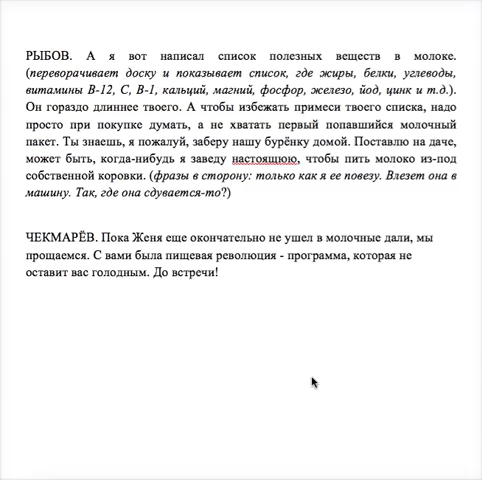 РЫБОВ. А я вот написал список полезных веществ в молоке.
(переворачивает доску и показывает список, где жиры, белки, углеводы,
витамины B-12, C, B-1, кальций, магний, фосфор, железо, йод, цинк и т.д.).
Он гораздо длиннее твоего. А чтобы избежать примеси твоего списка, надо
просто при покупке думать, а не хватать первый попавшийся молочный
пакет. Ты знаешь, я пожалуй, заберу нашу бурёнку домой. Поставлю на даче,
может быть, когда-нибудь я заведу настоящюю, чтобы пить молоко из-под
собственной коровки. (фразы в сторону: только как я ее повезу. Влезет она в
машину. Так, где она сдувается-то?)
ЧЕКМАРЁВ. Пока Женя еще окончательно не ушел в молочные дали, мы
прощаемся. С вами была пищевая революция - программа, которая не
оставит вас голодным. До встречи!